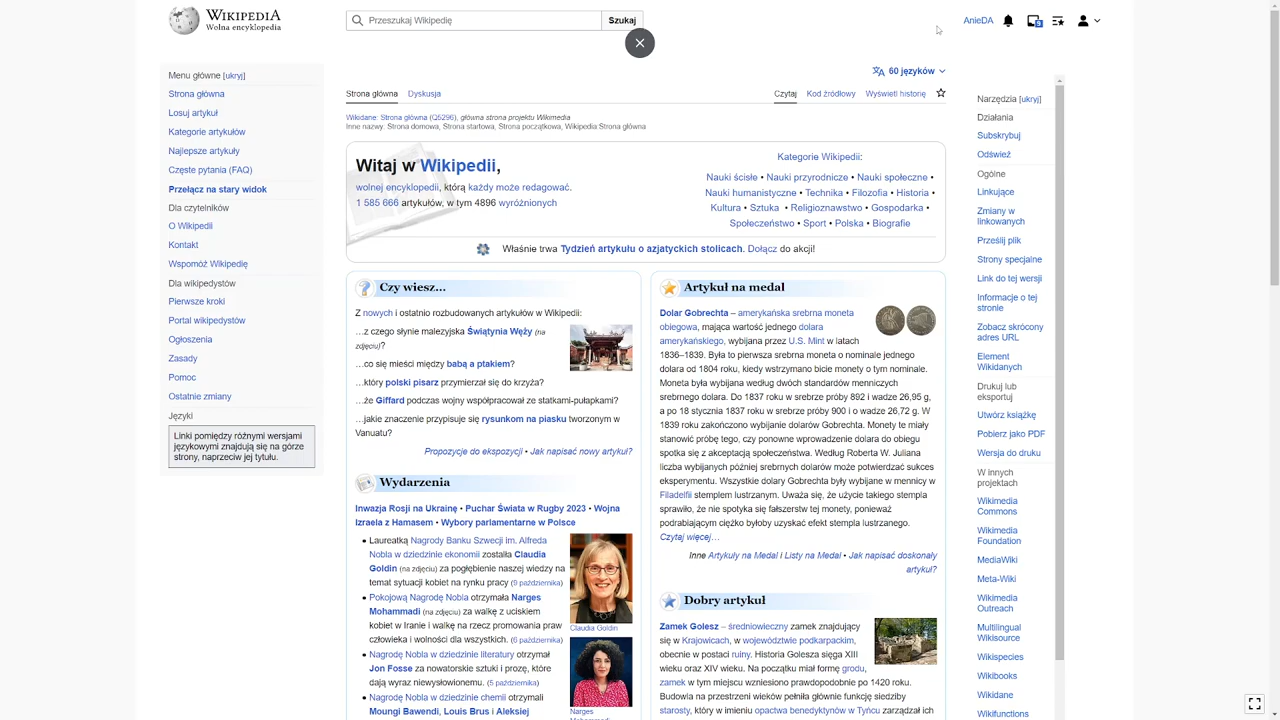 WIKIPEDIA
Wolna encyklopedia
Przeszukaj Wikipedię
Szukaj
AnieDA
5
60 języków
Menu główne [ukryj]
Strona główna
Losuj artykuł
Kategorie artykułów
Najlepsze artykuły
Częste pytania (FAQ)
Przełącz na stary widok
Dla czytelników
O Wikipedii
Kontakt
Wspomóż Wikipedię
Dla wikipedystów
Pierwsze kroki
Portal wikipedystów
Ogłoszenia
Zasady
Pomoc
Ostatnie zmiany
Języki
Linki pomiędzy różnymi wersjami
językowymi znajdują się na górze
strony, naprzeciw jej tytułu.
Strona główna Dyskusja
Czytaj Kod źródłowy Wyświetl historię
Wikidane: Strona główna (Q5296), główna strona projektu Wikimedia
Inne nazwy: Strona domowa, Strona startowa, Strona początkowa, Wikipedia Strona główna
Witaj w Wikipedii,
wolnej encyklopedii, którą każdy może redagować.
1 585 666 artykułów, w tym 4896 wyróżnionych
Kategorie Wikipedii:
Nauki ścisłe • Nauki przyrodnicze • Nauki społeczne •
Nauki humanistyczne • Technika • Filozofia • Historia •
Kultura • Sztuka • Religioznawstwo • Gospodarka •
Społeczeństwo • Sport • Polska • Biografie
Właśnie trwa Tydzień artykułu o azjatyckich stolicach. Dołącz do akcji!
Czy wiesz...
Z nowych i ostatnio rozbudowanych artykułów w Wikipedii:
…z czego słynie malezyjska Świątynia Węży (na
zdjęciu)?
…co się mieści między babą a ptakiem?
…który polski pisarz przymierzał się do krzyża?
…że Giffard podczas wojny współpracował ze statkami-pułapkami?
…jakie znaczenie przypisuje się rysunkom na piasku tworzonym w
Vanuatu?
Propozycje do ekspozycji • Jak napisać nowy artykuł?
Wydarzenia
Inwazja Rosji na Ukrainę • Puchar Świata w Rugby 2023 • Wojna
Izraela z Hamasem • Wybory parlamentarne w Polsce
• Laureatką Nagrody Banku Szwecji im. Alfreda
Nobla w dziedzinie ekonomii została Claudia
Goldin (na zdjęciu) za pogłębienie naszej wiedzy na
temat sytuacji kobiet na rynku pracy (9 października)
• Pokojową Nagrodę Nobla otrzymała Narges
Mohammadi (na zdjęciu) za walkę z uciskiem
kobiet w Iranie i walkę na rzecz promowania praw
człowieka i wolności dla wszystkich. (6 października)
• Nagrodę Nobla w dziedzinie literatury otrzymał
Jon Fosse za nowatorskie sztuki i prozę, które
dają wyraz niewysłowionemu. (5 października)
• Nagrodę Nobla w dziedzinie chemii otrzymali
Moungi Bawendi, Louis Brus i Aleksiej
Claudia Goldin
Narges
Artykuł na medal
Dolar Gobrechta – amerykańska srebrna moneta
obiegowa, mająca wartość jednego dolara
amerykańskiego, wybijana przez U.S. Mint w latach
1836–1839. Była to pierwsza srebrna moneta o nominale jednego
dolara od 1804 roku, kiedy wstrzymano bicie monety o tym nominale.
Moneta była wybijana według dwóch standardów menniczych
srebrnego dolara. Do 1837 roku w srebrze próby 892 i wadze 26,95 g,
a po 18 stycznia 1837 roku w srebrze próby 900 i o wadze 26,72 g. W
1839 roku zakończono wybijanie dolarów Gobrechta. Monety te miały
stanowić próbę tego, czy ponowne wprowadzenie dolara do obiegu
spotka się z akceptacją społeczeństwa. Według Roberta W. Juliana
liczba wybijanych później srebrnych dolarów może potwierdzać sukces
eksperymentu. Wszystkie dolary Gobrechta były wybijane w mennicy w
Filadelfii stemplem lustrzanym. Uważa się, że użycie takiego stempla
sprawiło, że nie spotyka się fałszerstw tej monety, ponieważ
podrabiającym ciężko byłoby uzyskać efekt stempla lustrzanego.
Czytaj więcej…
Inne Artykuły na Medal i Listy na Medal • Jak napisać doskonały
artykuł?
Dobry artykuł
Zamek Golesz – średniowieczny zamek znajdujący
się w Krajowicach, w województwie podkarpackim,
obecnie w postaci ruiny. Historia Golesza sięga XIII
wieku oraz XIV wieku. Na początku miał formę grodu,
zamek w tym miejscu wzniesiono prawdopodobnie po 1420 roku.
Budowla na przestrzeni wieków pełniła głównie funkcję siedziby
starosty, który w imieniu opactwa benedyktynów w Tyńcu zarządzał ich
Narzędzia [ukryj]
Działania
Subskrybuj
Odśwież
Ogólne
Linkujące
Zmiany w
linkowanych
Prześlij plik
Strony specjalne
Link do tej wersji
Informacje o tej
stronie
Zobacz skrócony
adres URL
Element
Wikidanych
Drukuj lub
eksportuj
Utwórz książkę
Pobierz jako PDF
Wersja do druku
W innych
projektach
Wikimedia
Commons
Wikimedia
Foundation
MediaWiki
Meta-Wiki
Wikimedia
Outreach
Multilingual
Wikisource
Wikispecies
Wikibooks
Wikidane
Wikifunctions